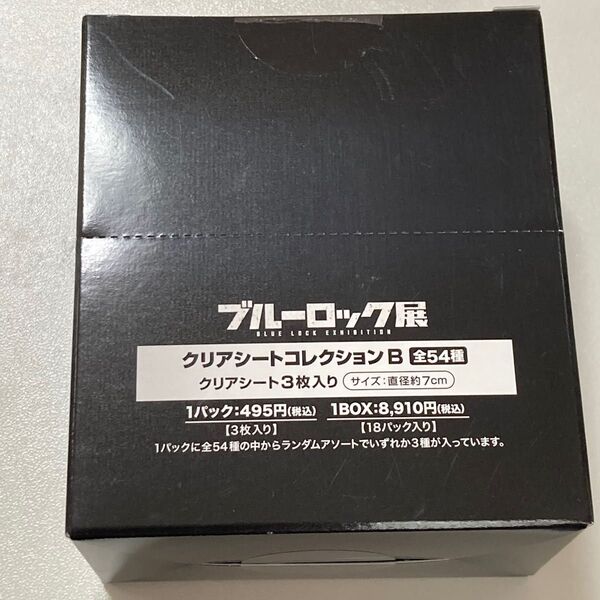 ブルーロック展
BLUE LOCK EXHIBITION
クリアシートコレクション B 全54種
クリアシート3枚入り サイズ:直径約7cm
1パック:495円(税込) 1BOX:8,910円(税込)
【3枚入り】 【18パック入り】
1パックに全54種の中からランダムアソートでいずれか3種が入っています。